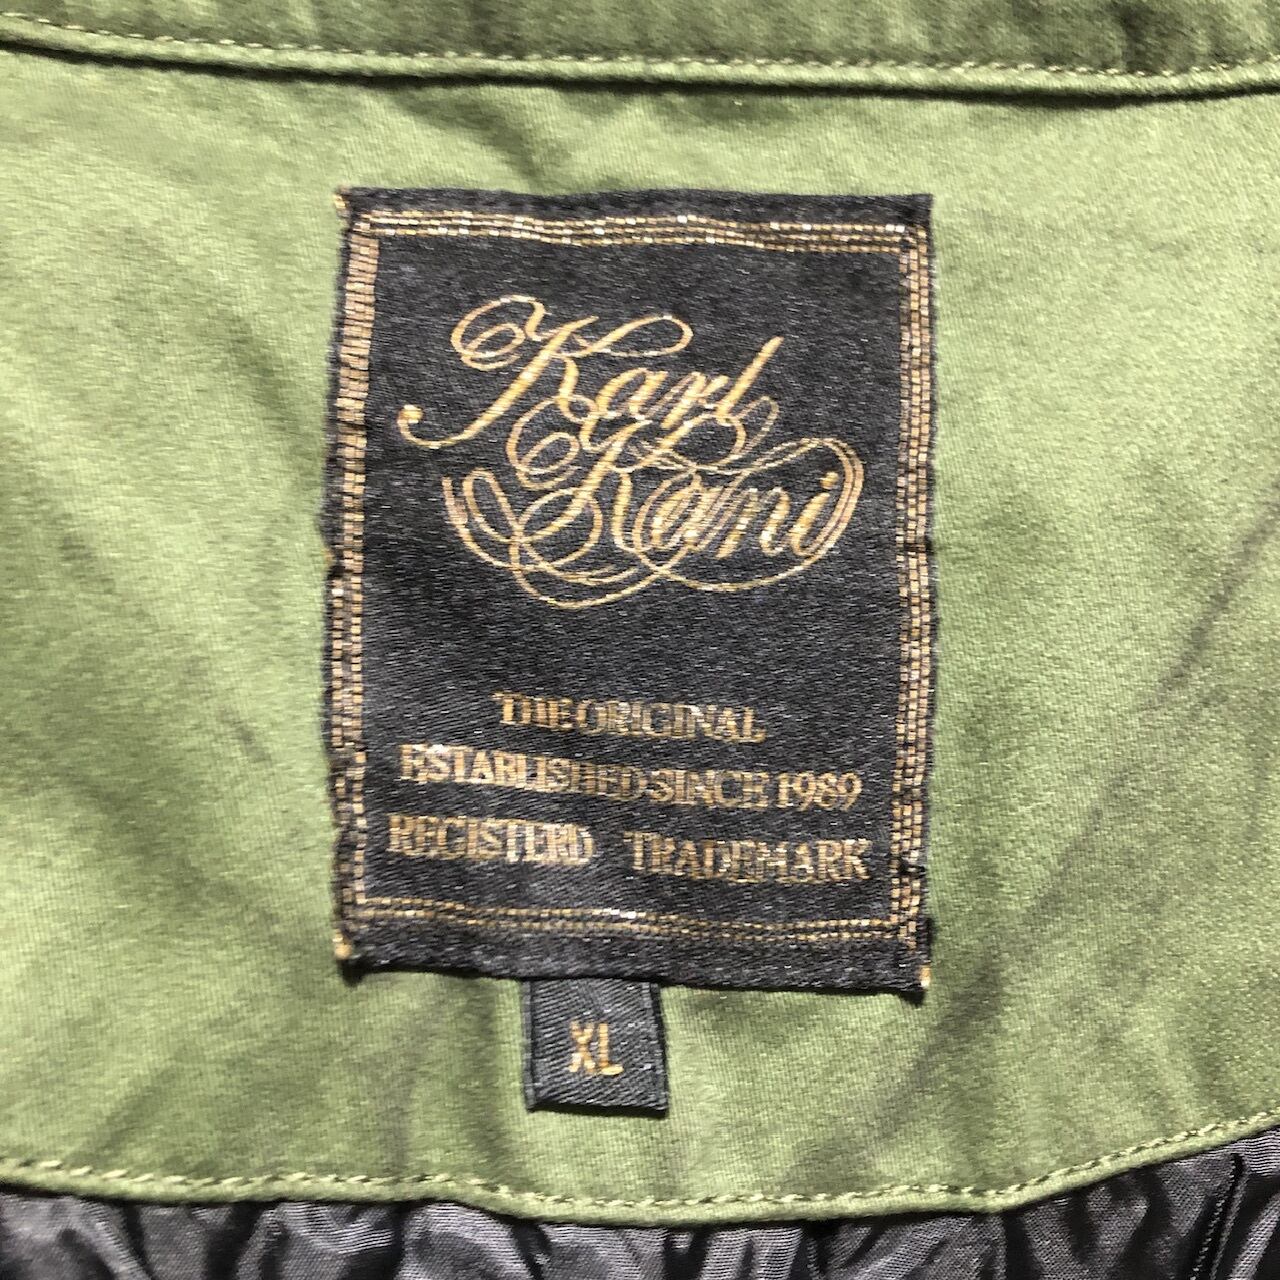 Karl
Kani
THE ORIGINAL
ESTABLISHED SINCE 1989
REGISTERD TRADEMARK
XL